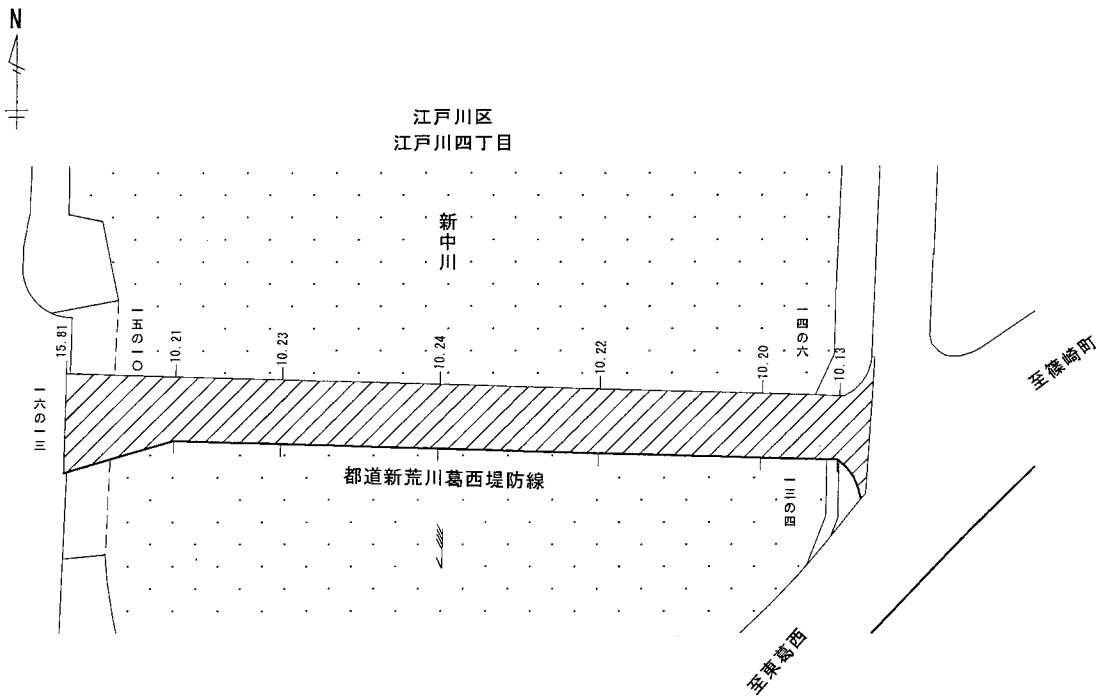 N
江戸川区
江戸川四丁目
新中川
一五の一〇
一四の六
15.81
10.21
10.23
10.24
10.22
10.20
10.13
至篠崎町
一六の一三
都道新荒川葛西堤防線
一三の四
至東葛西